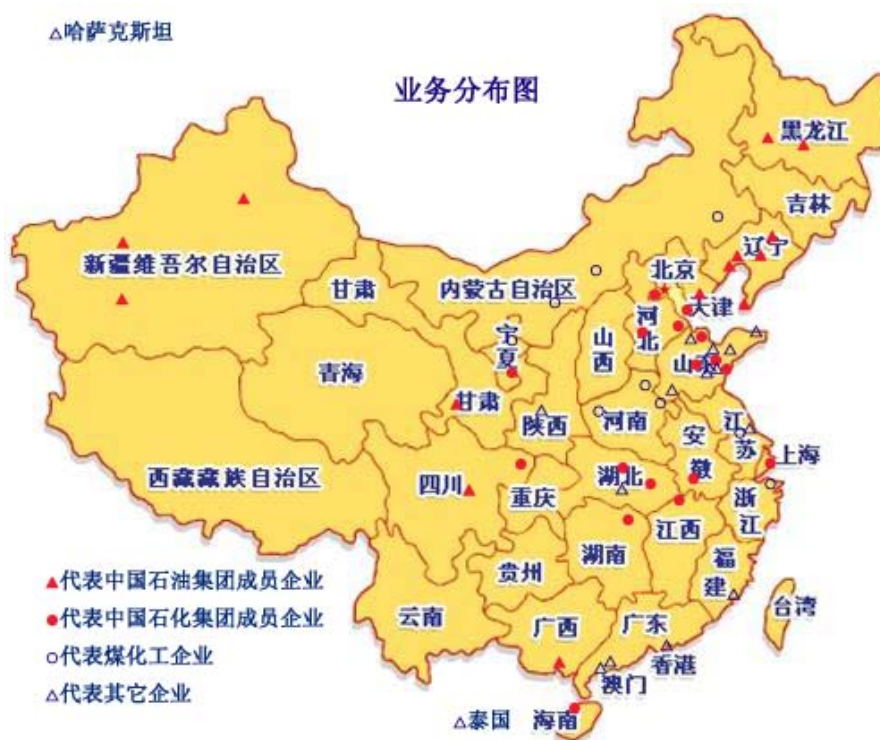 哈萨克斯坦
业务分布图
黑龙江
吉林
辽宁
新疆维吾尔自治区
甘肃
内蒙古自治区
北京
天津
河北
山西
宁夏
青海
山东
甘肃
陕西
河南
江苏
安徽
上海
西藏藏族自治区
四川
重庆
湖北
浙江
江西
湖南
贵州
福建
云南
广西
广东
台湾
香港
澳门
代表中国石油集团成员企业
代表中国石化集团成员企业
代表煤化工企业
代表其它企业
泰国
海南